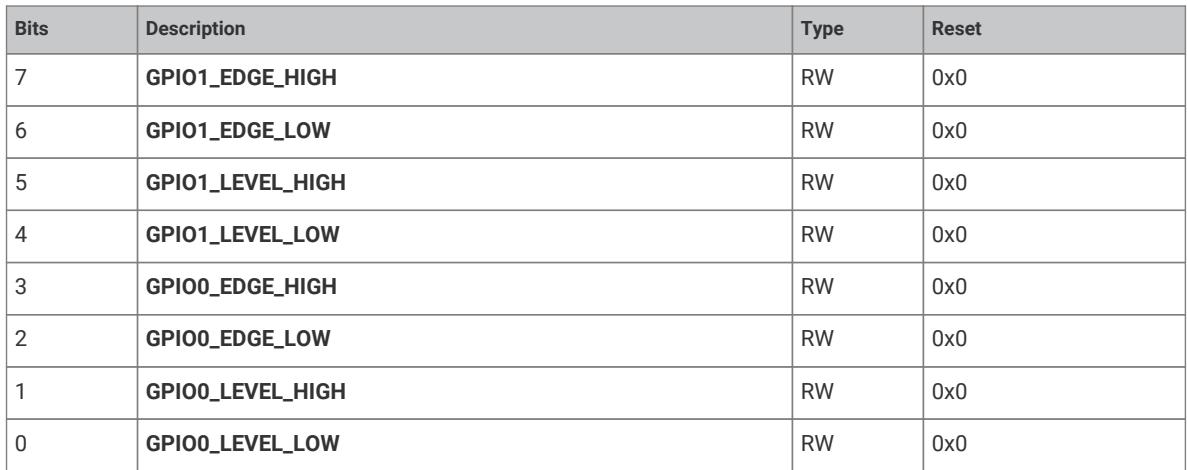 Bits Description Type Reset
7 GPIO1_EDGE_HIGH RW 0x0
6 GPIO1_EDGE_LOW RW 0x0
5 GPIO1_LEVEL_HIGH RW 0x0
4 GPIO1_LEVEL_LOW RW 0x0
3 GPIO0_EDGE_HIGH RW 0x0
2 GPIO0_EDGE_LOW RW 0x0
1 GPIO0_LEVEL_HIGH RW 0x0
0 GPIO0_LEVEL_LOW RW 0x0